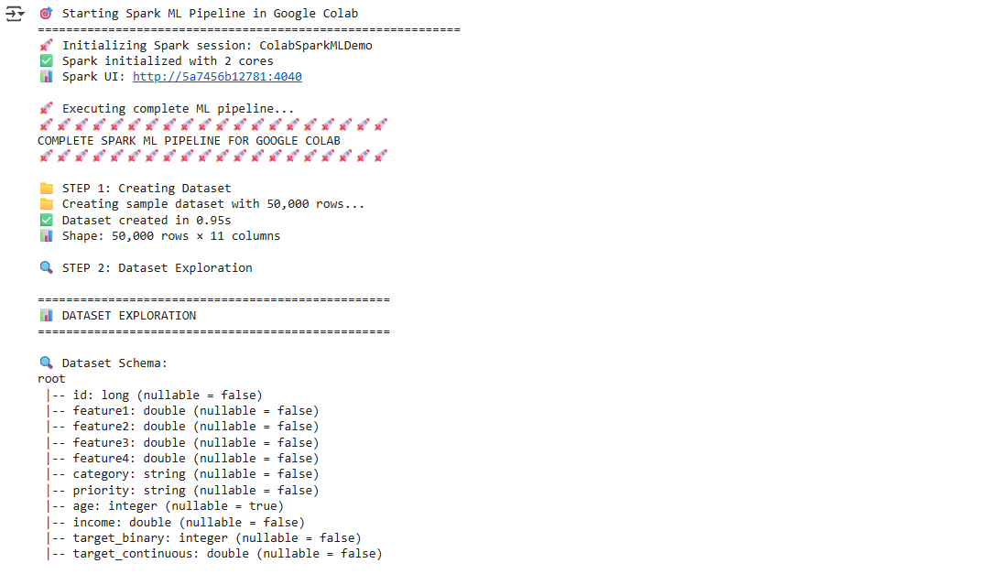 🎯 Starting Spark ML Pipeline in Google Colab
============================================================
🚀 Initializing Spark session: ColabSparkMLDemo
✅ Spark initialized with 2 cores
📊 Spark UI: http://5a7456b12781:4040
🚀 Executing complete ML pipeline...
🚀🚀🚀🚀🚀🚀🚀🚀🚀🚀🚀🚀🚀🚀🚀🚀🚀🚀🚀🚀
COMPLETE SPARK ML PIPELINE FOR GOOGLE COLAB
🚀🚀🚀🚀🚀🚀🚀🚀🚀🚀🚀🚀🚀🚀🚀🚀🚀🚀🚀🚀
📁 STEP 1: Creating Dataset
📁 Creating sample dataset with 50,000 rows...
✅ Dataset created in 0.95s
📊 Shape: 50,000 rows × 11 columns
🔍 STEP 2: Dataset Exploration
==================================================
📊 DATASET EXPLORATION
==================================================
🔍 Dataset Schema:
root
 |-- id: long (nullable = false)
 |-- feature1: double (nullable = false)
 |-- feature2: double (nullable = false)
 |-- feature3: double (nullable = false)
 |-- feature4: double (nullable = false)
 |-- category: string (nullable = false)
 |-- priority: string (nullable = false)
 |-- age: integer (nullable = true)
 |-- income: double (nullable = false)
 |-- target_binary: integer (nullable = false)
 |-- target_continuous: double (nullable = false)